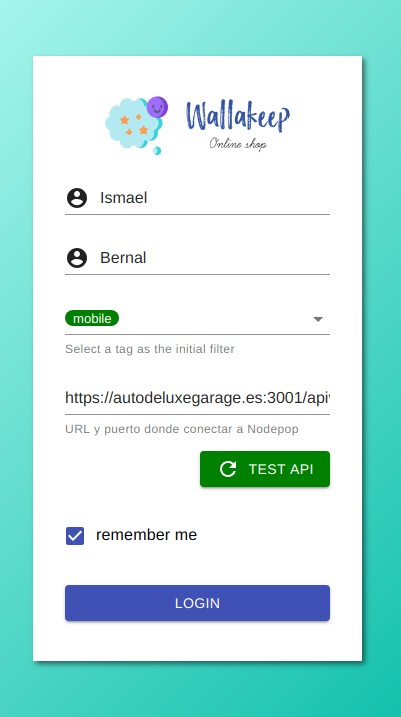 Wallakeep
Online shop
Ismael
Bernal
mobile
Select a tag as the initial filter
https://autodeluxegarage.es:3001/apiv
URL y puerto donde conectar a Nodepop
TEST API
remember me
LOGIN